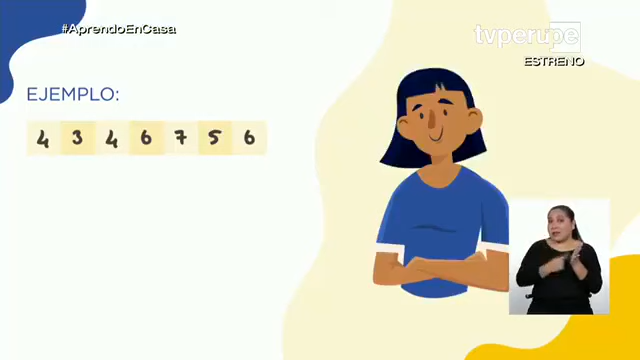 #AprendoEnCasa
tvperu.pe
ESTRENO
EJEMPLO:
4 3 4 6 7 5 6